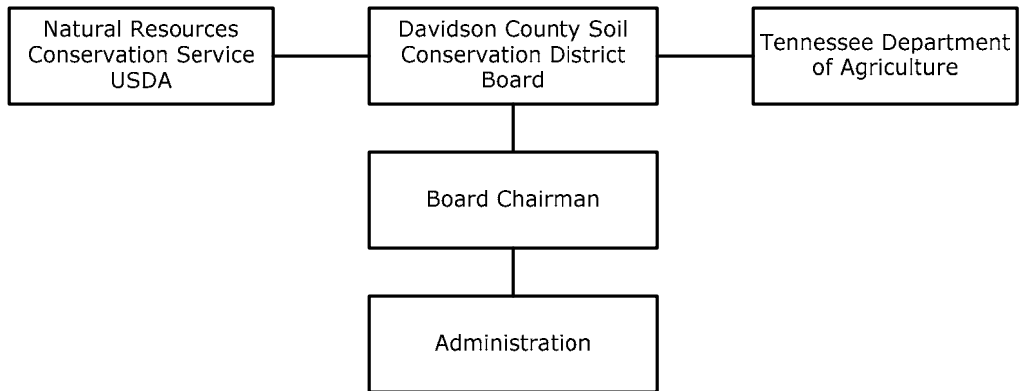 Natural Resources
Conservation Service
USDA
Davidson County Soil
Conservation District
Board
Tennessee Department
of Agriculture
Board Chairman
Administration